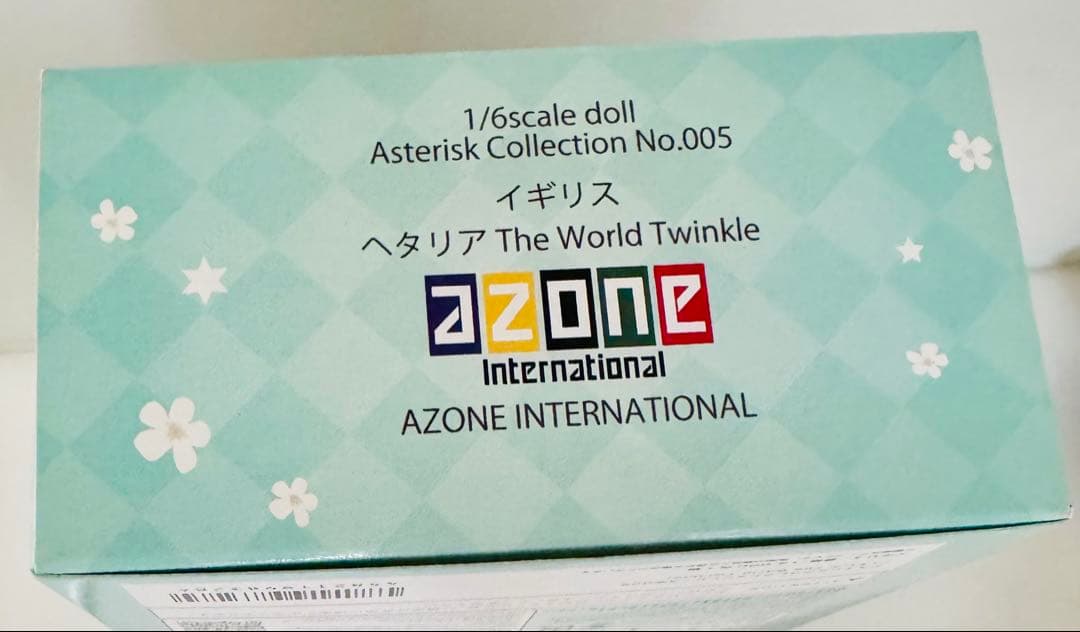 1/6scale doll
Asterisk Collection No.005
イギリス
ヘタリア The World Twinkle
azone
International
AZONE INTERNATIONAL